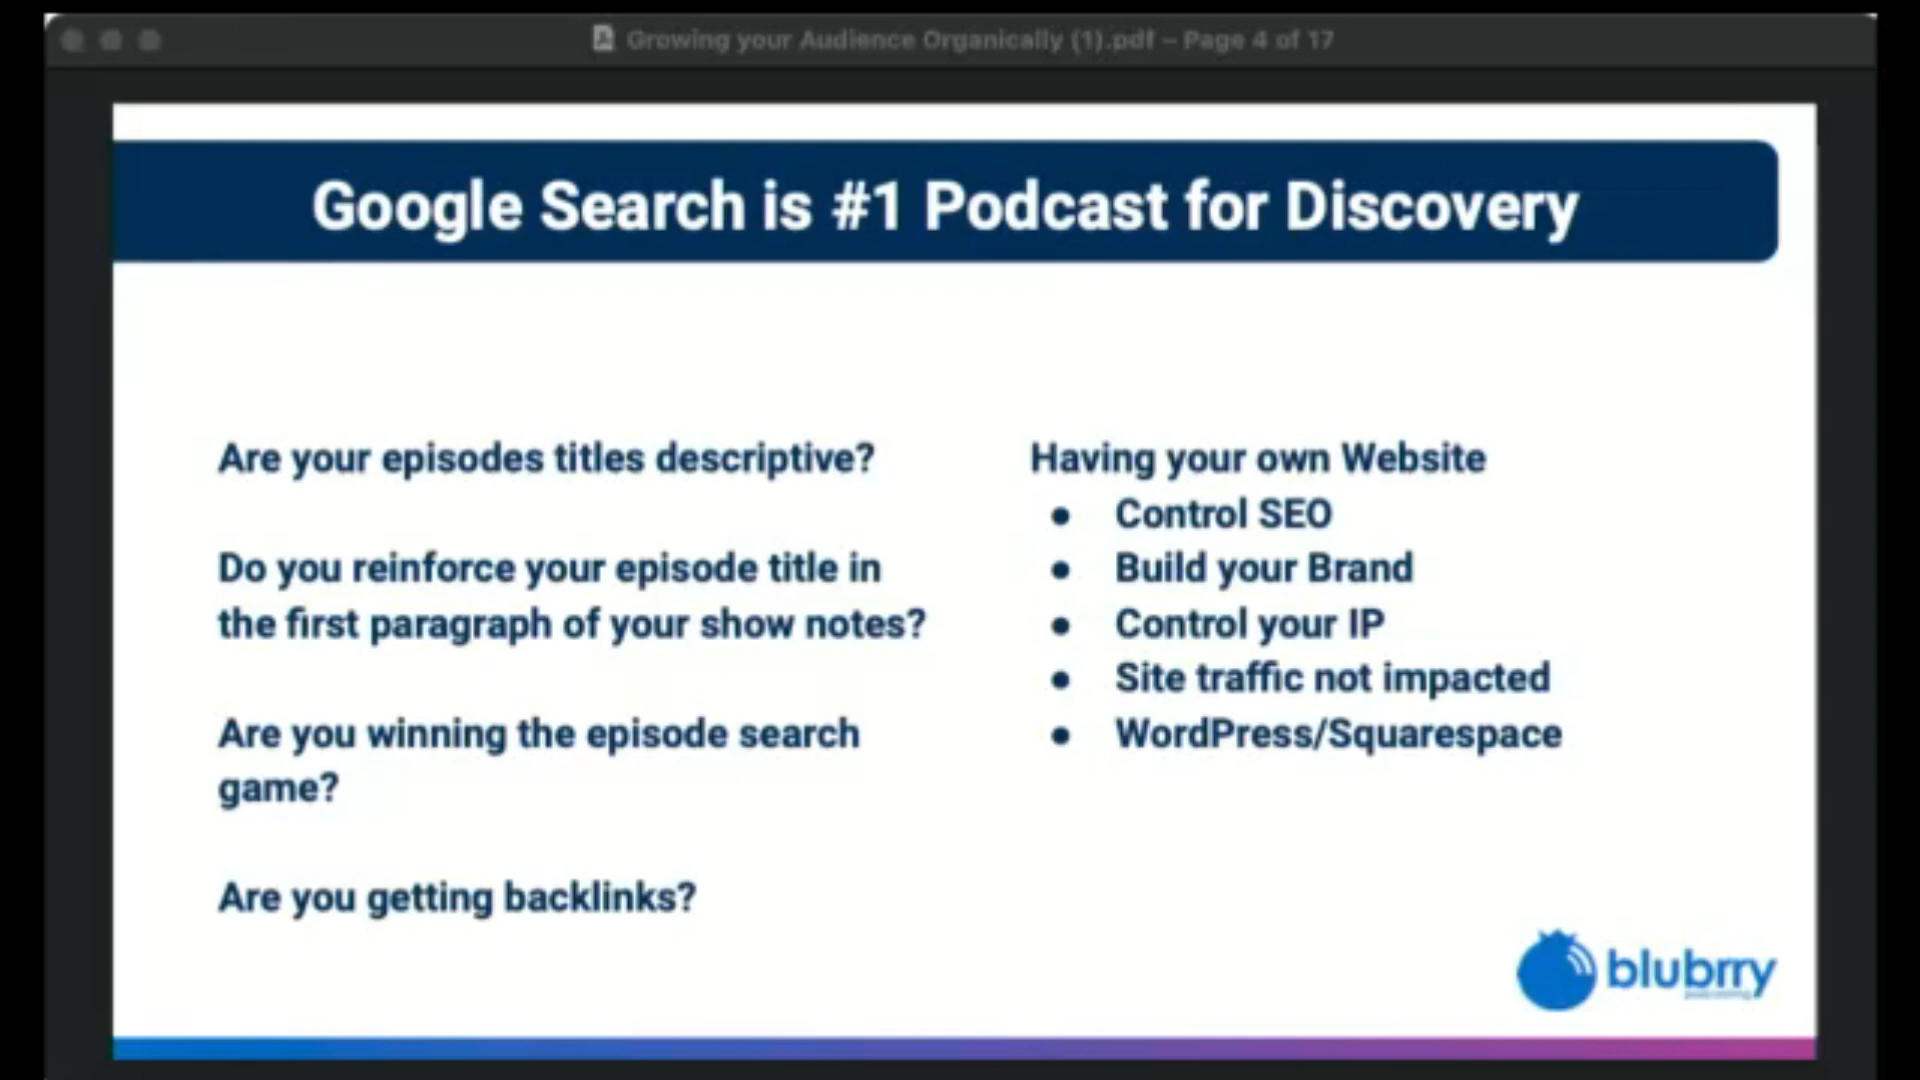 Growing your Audience Organically (1).pdf – Page 4 of 17
Google Search is #1 Podcast for Discovery
Are your episodes titles descriptive?
Do you reinforce your episode title in
the first paragraph of your show notes?
Are you winning the episode search
game?
Are you getting backlinks?
Having your own Website
● Control SEO
● Build your Brand
● Control your IP
● Site traffic not impacted
● WordPress/Squarespace
blubrry